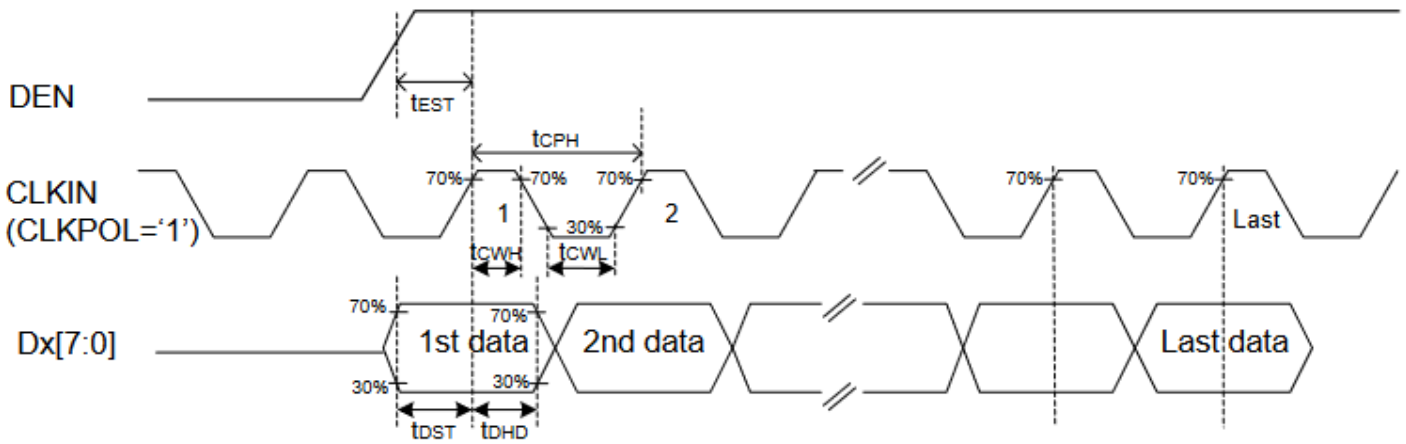 DEN
tEST
tCPH
CLKIN
(CLKPOL=‘1’)
70% 70% 70% 70% 70%
1 2 Last
30%
tCWH tCWL
70% 70%
Dx[7:0] 1st data 2nd data Last data
30% 30%
tDST tDHD